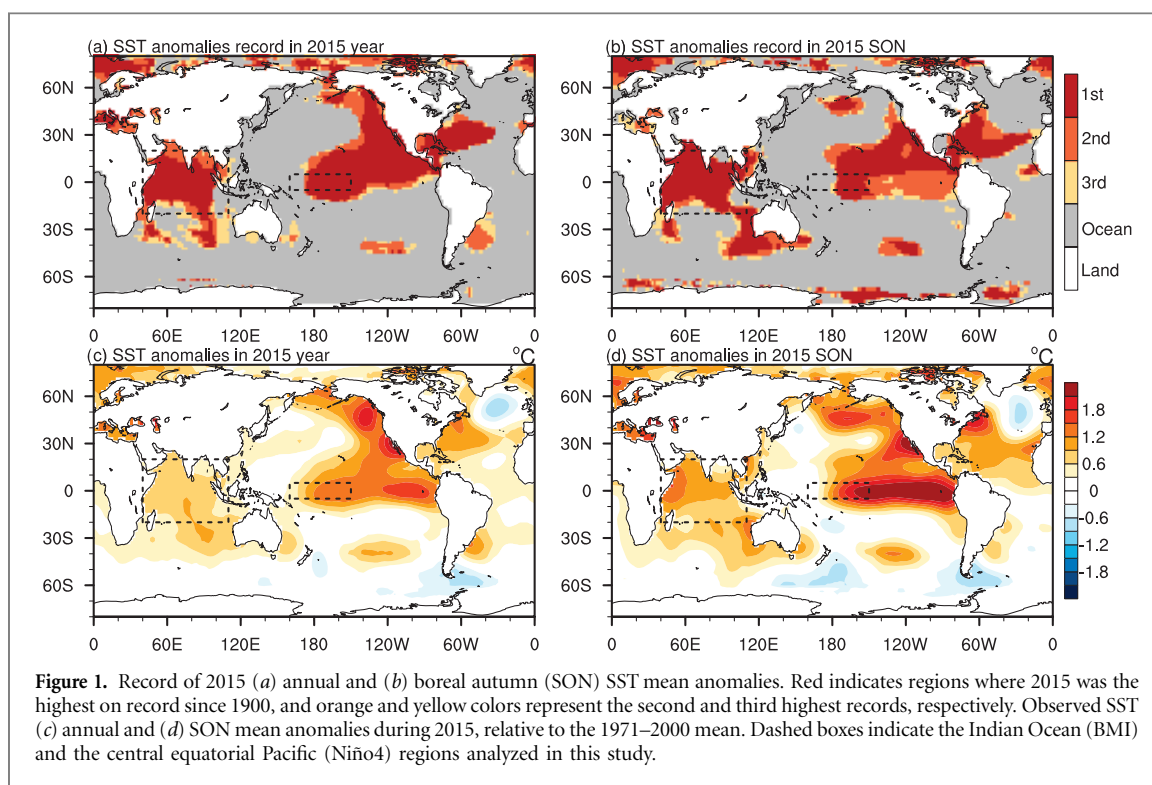 (a) SST anomalies record in 2015 year
(b) SST anomalies record in 2015 SON
60N
30N
0
30S
60S
0 60E 120E 180 120W 60W 0
60N
30N
0
30S
60S
0 60E 120E 180 120W 60W 0
1st
2nd
3rd
Ocean
Land
(c) SST anomalies in 2015 year
°C
(d) SST anomalies in 2015 SON
°C
60N
30N
0
30S
60S
0 60E 120E 180 120W 60W 0
60N
30N
0
30S
60S
0 60E 120E 180 120W 60W 0
1.8
1.2
0.6
0
-0.6
-1.2
-1.8
Figure 1. Record of 2015 (a) annual and (b) boreal autumn (SON) SST mean anomalies. Red indicates regions where 2015 was the
highest on record since 1900, and orange and yellow colors represent the second and third highest records, respectively. Observed SST
(c) annual and (d) SON mean anomalies during 2015, relative to the 1971–2000 mean. Dashed boxes indicate the Indian Ocean (BMI)
and the central equatorial Pacific (Niño4) regions analyzed in this study.